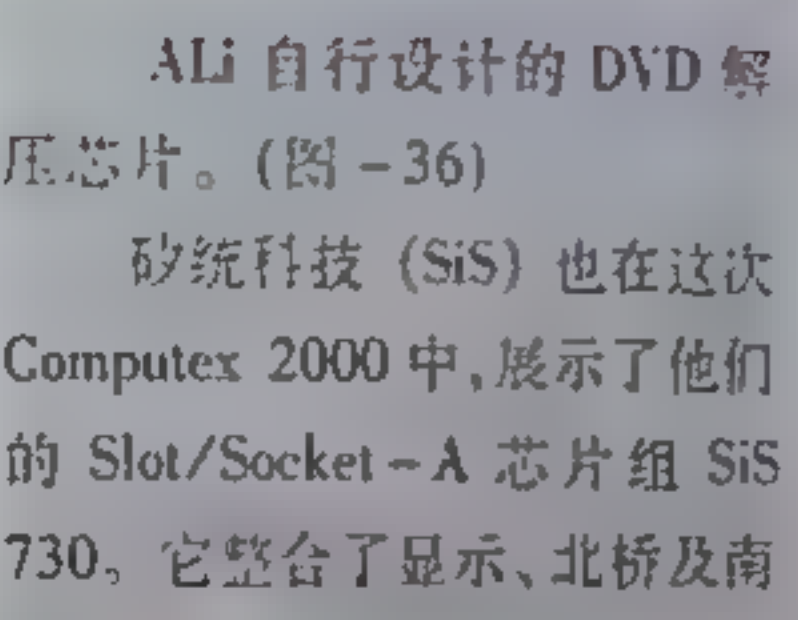 ALi 自行设计的 DVD 解
压芯片。(图-36)
矽统科技 (SiS) 也在这次
Computex 2000 中,展示了他们
的 Slot/Socket-A 芯片组 SiS
730。它整合了显示、北桥及南